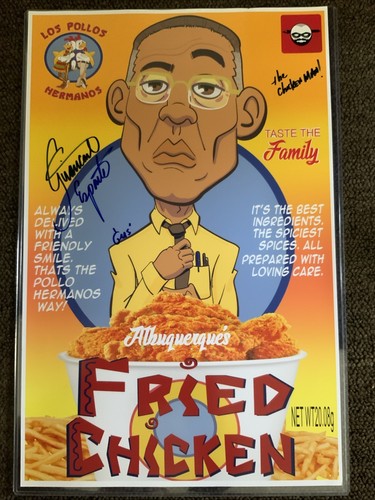 LOS POLLOS
HERMANOS
the
Chicken Man!
TASTE THE
Family
Giancarlo
Esposito
"Gus"
ALWAYS
DELIVED
WITH A
FRIENDLY
SMILE.
THATS THE
POLLO
HERMANOS
WAY!
IT'S THE BEST
INGREDIENTS.
THE SPICIEST
SPICES. ALL
PREPARED WITH
LOVING CARE.
Albuquerque's
FRIED
CHICKEN
NET WT20.08g